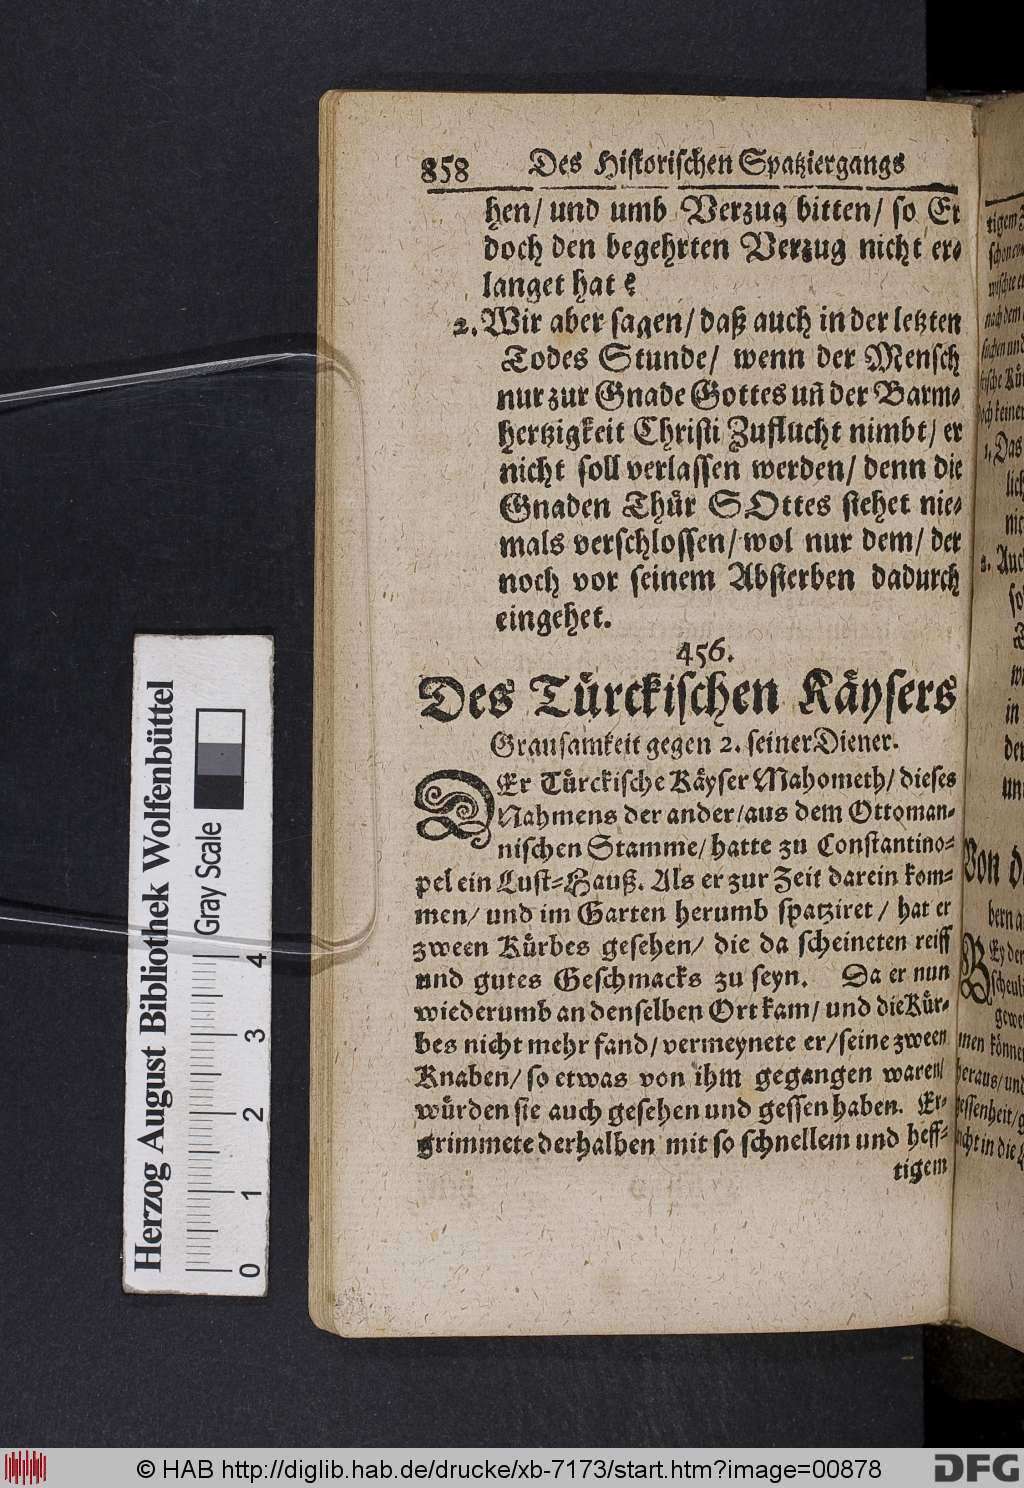 858 Des Historischen Spatziergangs
hen/ und umb Verzug bitten/ so Er
doch den begehrten Verzug nicht er-
langet hat?
2. Wir aber sagen/ daß auch in der letzten
Todes Stunde/ wenn der Mensch
nur zur Gnade Gottes uñ der Barm-
hertzigkeit Christi Zuflucht nimbt/ er
nicht soll verlassen werden/ denn die
Gnaden Thür GOttes stehet nie-
mals verschlossen/ wol nur dem/ der
noch vor seinem Absterben dadurch
eingehet.
456.
Des Türckischen Käysers
Grausamkeit gegen 2. seiner Diener.
DEr Türckische Käyser Mahometh/ dieses
Nahmens der ander/ aus dem Ottoman-
nischen Stamme/ hatte zu Constantino-
pel ein Lust-Hauß. Als er zur Zeit darein kom-
men/ und im Garten herumb spatziret/ hat er
zween Kürbes gesehen/ die da scheineten reiff
und gutes Geschmacks zu seyn. Da er nun
wiederumb an denselben Ort kam/ und die Kür-
bes nicht mehr fand/ vermeynete er/ seine zween
Knaben/ so etwas von ihm gegangen waren/
würden sie auch gesehen und gessen haben. Er-
grimmete derhalben mit so schnellem und heff-
tigem
Herzog August Bibliothek Wolfenbüttel
Gray Scale
0 1 2 3 4
© HAB http://diglib.hab.de/drucke/xb-7173/start.htm?image=00878
DFG